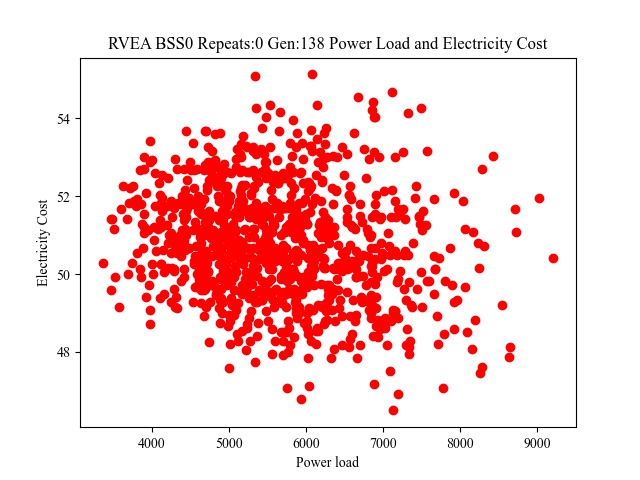 RVEA BSS0 Repeats:0 Gen:138 Power Load and Electricity Cost
54
52
50
48
Electricity Cost
4000 5000 6000 7000 8000 9000
Power load